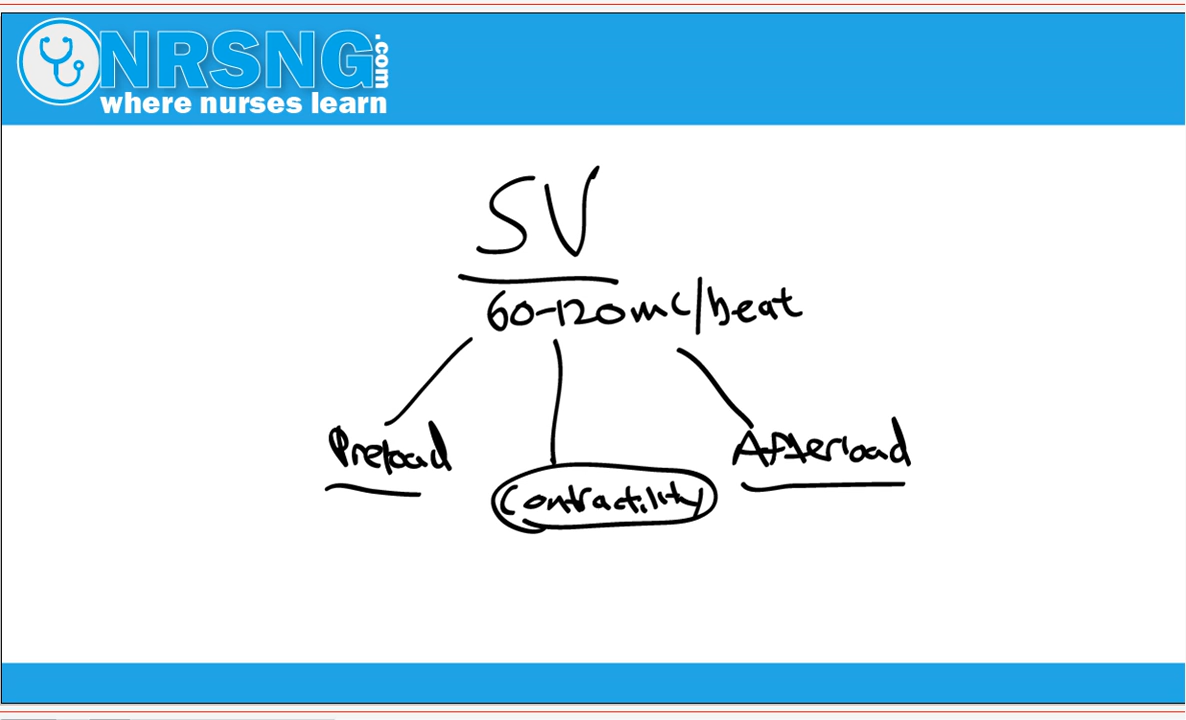 NRSNG.com
where nurses learn
SV
60-120mL/beat
Preload
Contractility
Afterload